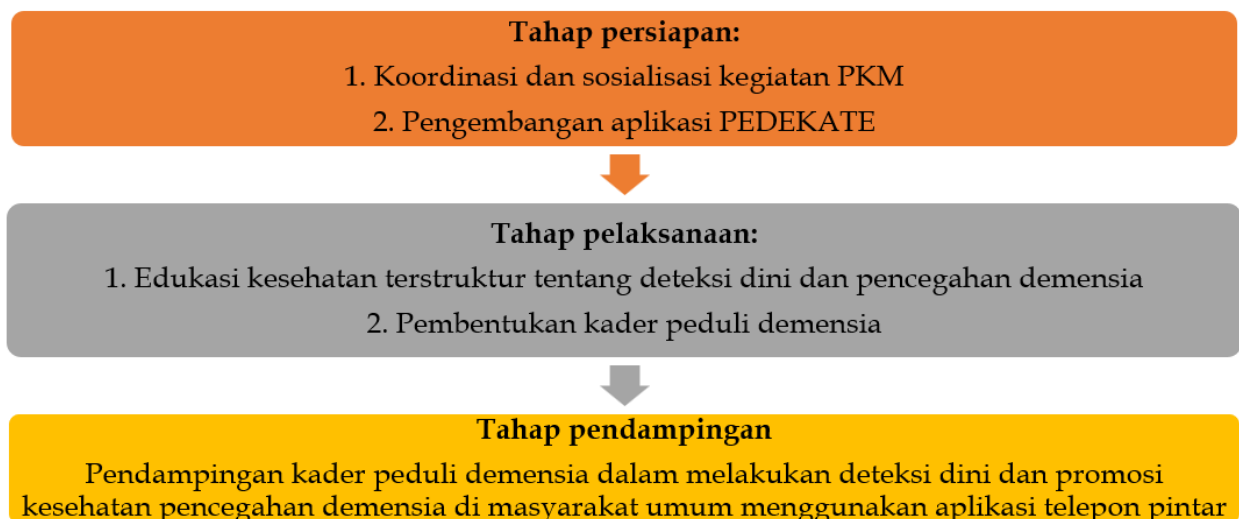 Tahap persiapan:
1. Koordinasi dan sosialisasi kegiatan PKM
2. Pengembangan aplikasi PEDEKATE
Tahap pelaksanaan:
1. Edukasi kesehatan terstruktur tentang deteksi dini dan pencegahan demensia
2. Pembentukan kader peduli demensia
Tahap pendampingan
Pendampingan kader peduli demensia dalam melakukan deteksi dini dan promosi
kesehatan pencegahan demensia di masyarakat umum menggunakan aplikasi telepon pintar